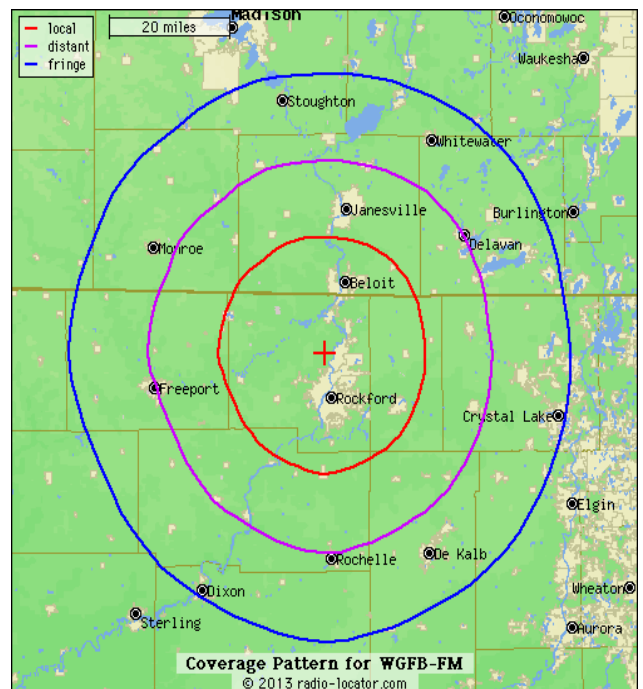 Madison
Oconomowoc
local
20 miles
distant
fringe
Waukesha
Stoughton
Whitewater
Janesville
Burlington
Monroe
Delavan
Beloit
Freeport
Rockford
Crystal Lake
Elgin
Rochelle
De Kalb
Dixon
Wheaton
Sterling
Aurora
Coverage Pattern for WGFB-FM
© 2013 radio-locator.com